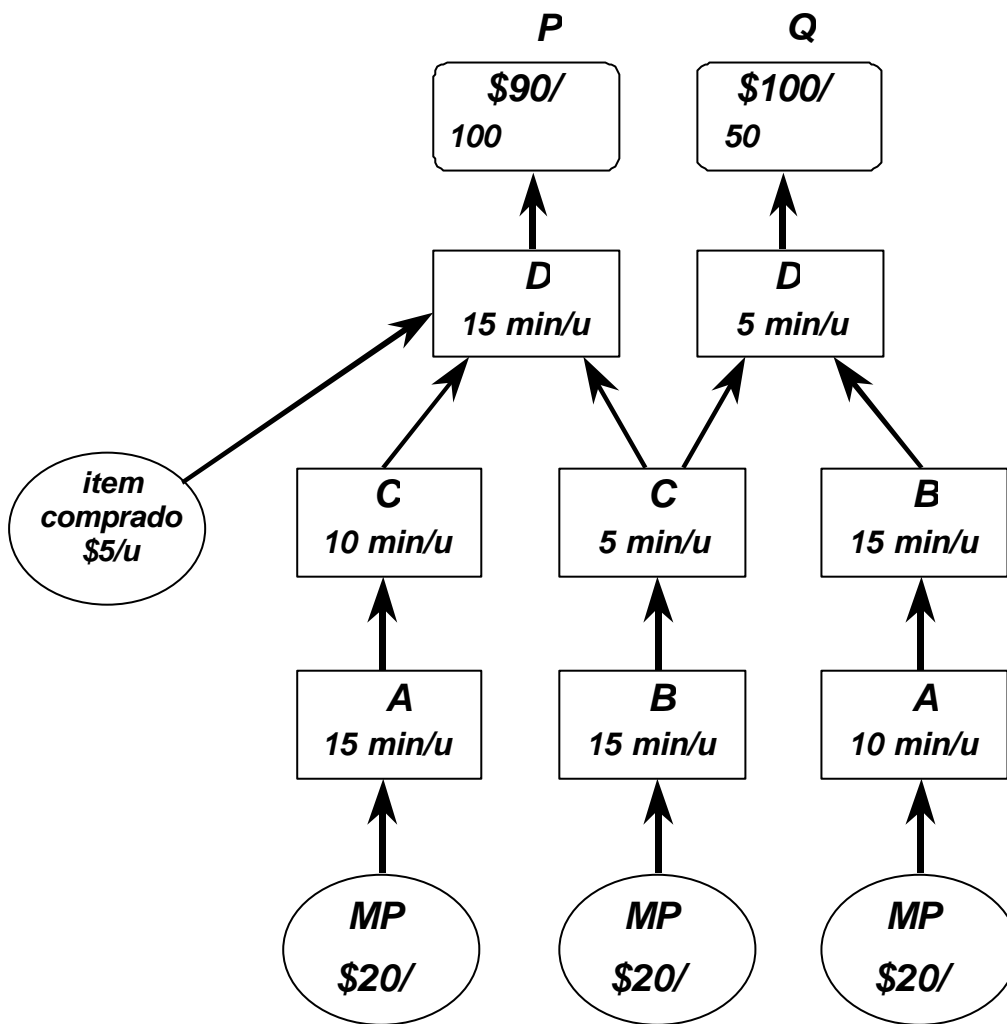 P
Q
$90/
100
$100/
50
D
15 min/u
D
5 min/u
item
comprado
$5/u
C
10 min/u
C
5 min/u
B
15 min/u
A
15 min/u
B
15 min/u
A
10 min/u
MP
$20/
MP
$20/
MP
$20/